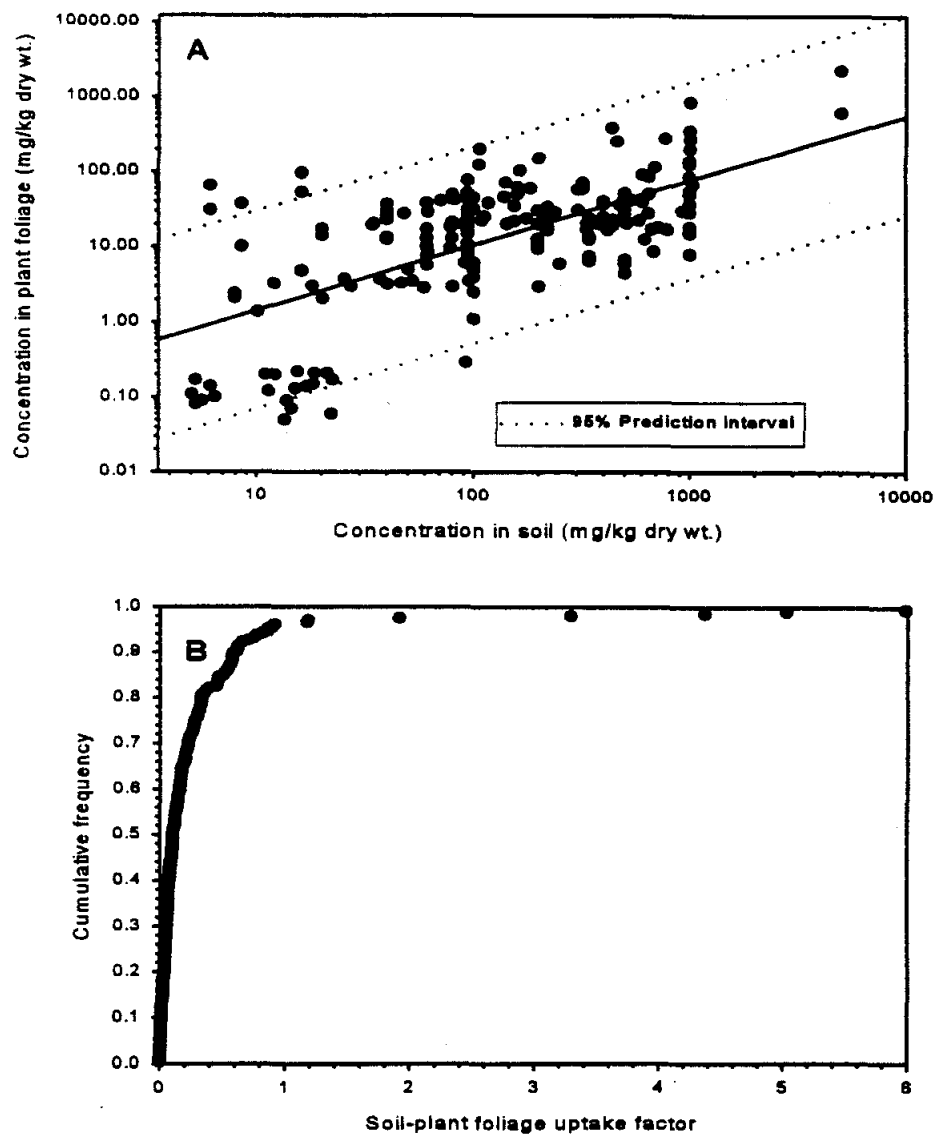 A
Concentration in plant foliage (mg/kg dry wt.)
10000.00
1000.00
100.00
10.00
1.00
0.10
0.01
95% Prediction interval
10 100 1000 10000
Concentration in soil (mg/kg dry wt.)
B
Cumulative frequency
1.0
0.9
0.8
0.7
0.6
0.5
0.4
0.3
0.2
0.1
0.0
0 1 2 3 4 5 6
Soil-plant foliage uptake factor